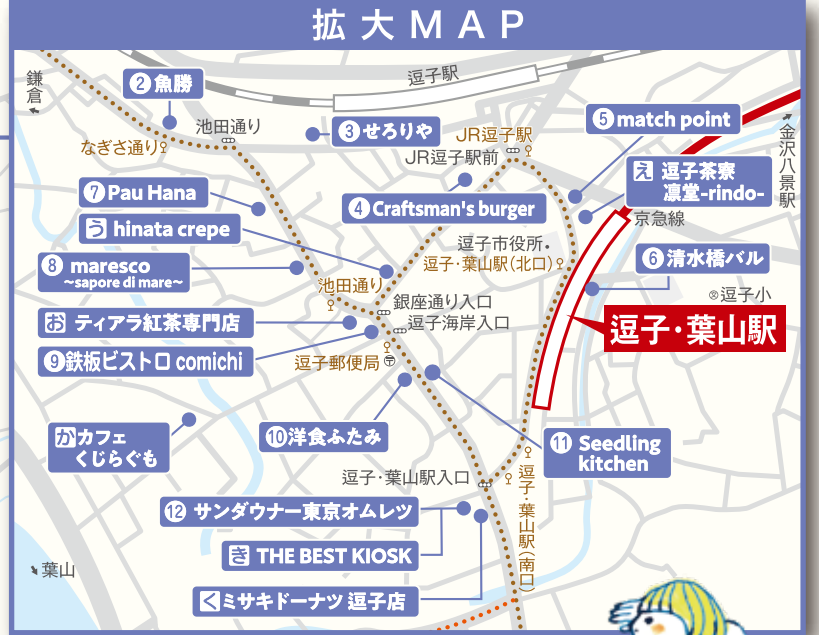 拡大MAP
逗子駅
鎌倉
②魚勝
池田通り
③せろりや
なぎさ通り
JR逗子駅
JR逗子駅前
⑤match point
金沢八景駅
⑦Pau Hana
え 逗子茶寮
凛堂-rindo-
④Craftsman's burger
う hinata crepe
京急線
逗子市役所
逗子・葉山駅(北口)
⑥清水橋バル
⑧ maresco
~sapore di mare~
池田通り
銀座通り入口
逗子小
お ティアラ紅茶専門店
逗子海岸入口
逗子・葉山駅
⑨鉄板ビストロ comichi
逗子郵便局
か カフェ
くじらぐも
⑩洋食ふたみ
⑪ Seedling
kitchen
逗子・葉山駅入口
逗子・葉山駅(南口)
⑫ サンダウナー東京オムレツ
き THE BEST KIOSK
葉山
く ミサキドーナツ 逗子店